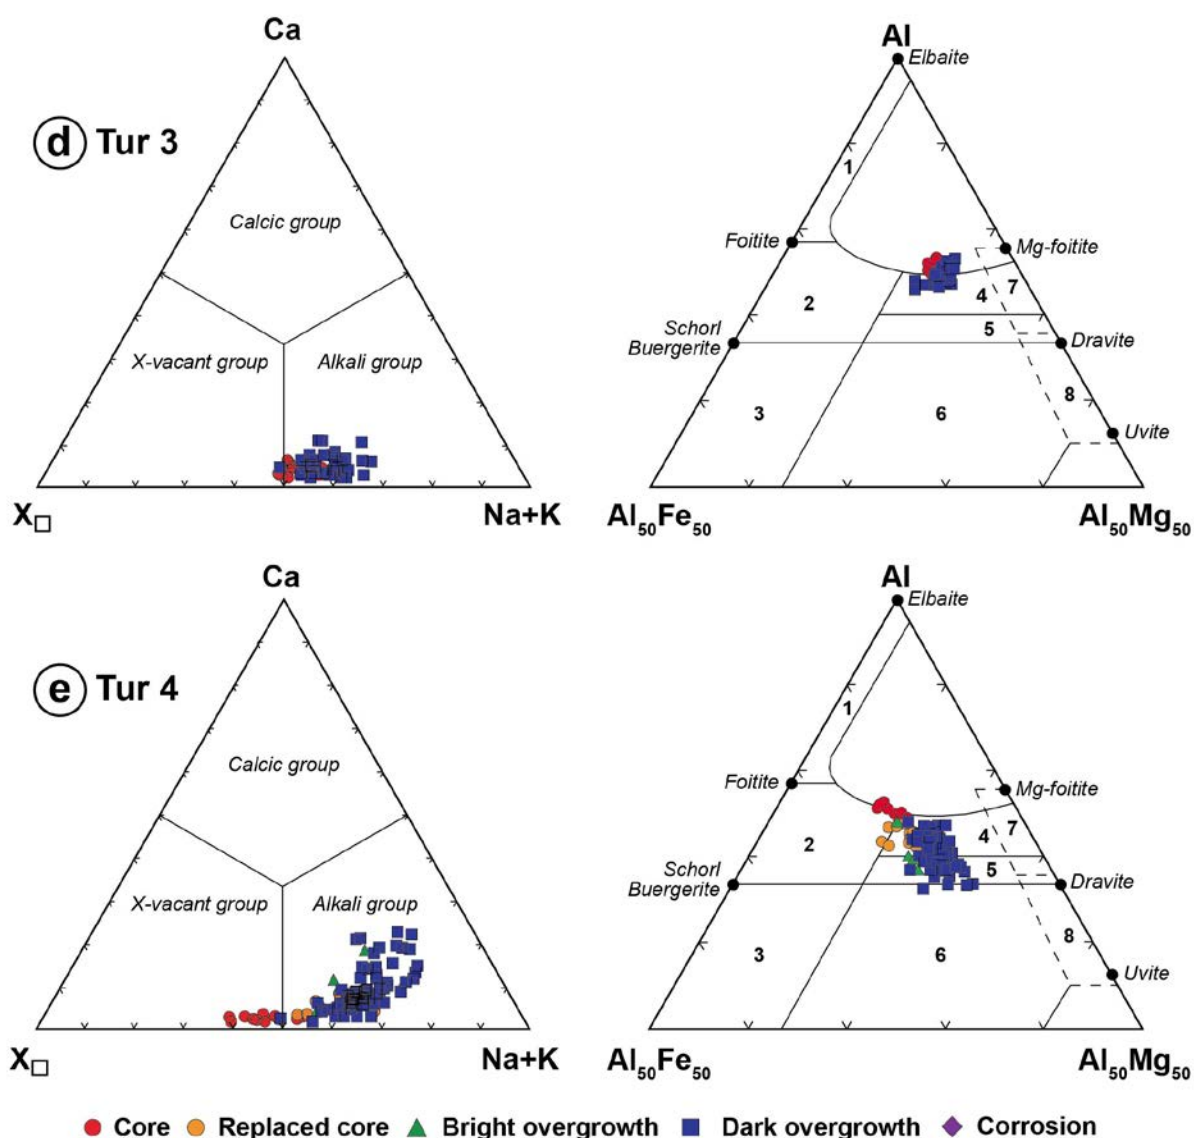 Ca
Al
Elbaite
d Tur 3
1
Calcic group
Foitite
Mg-foitite
2
4
7
5
Schorl
Buergerite
Dravite
X-vacant group
Alkali group
3
6
8
Uvite
X□
Na+K
Al50Fe50
Al50Mg50
Ca
Al
Elbaite
e Tur 4
1
Calcic group
Foitite
Mg-foitite
2
4
7
5
Schorl
Buergerite
Dravite
X-vacant group
Alkali group
3
6
8
Uvite
X□
Na+K
Al50Fe50
Al50Mg50
Core Replaced core Bright overgrowth Dark overgrowth Corrosion